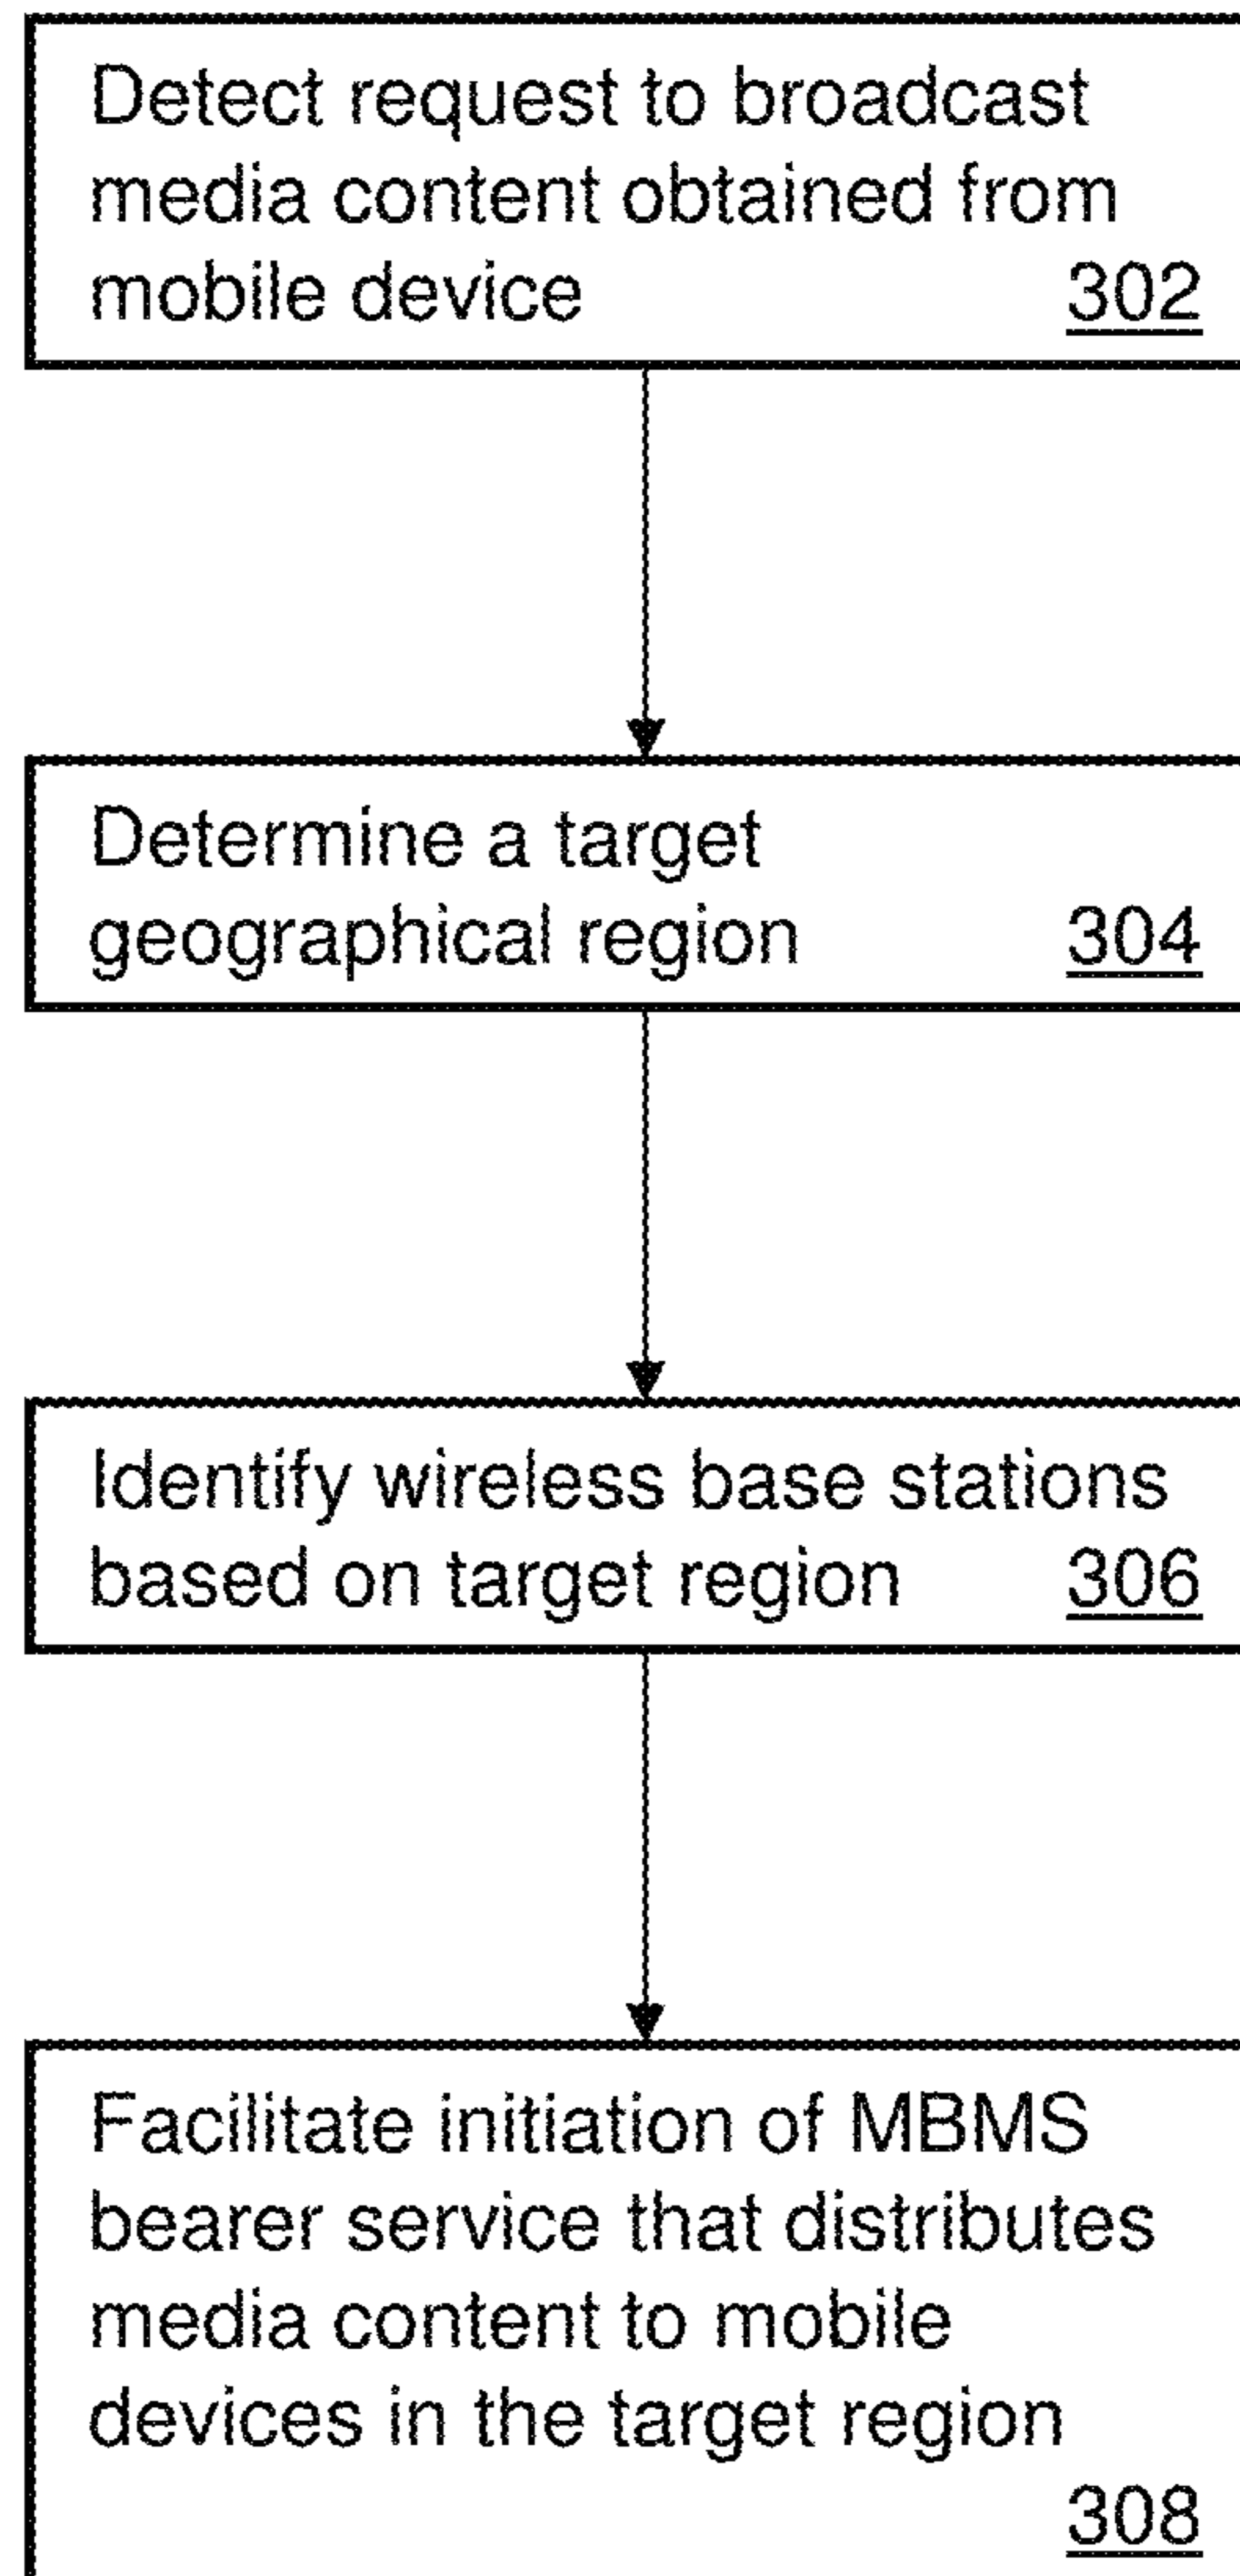 Detect request to broadcast
media content obtained from
mobile device 302
Determine a target
geographical region 304
Identify wireless base stations
based on target region 306
Facilitate initiation of MBMS
bearer service that distributes
media content to mobile
devices in the target region
308